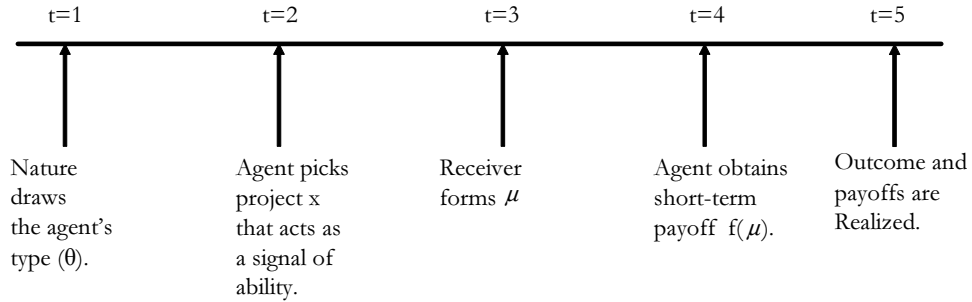 t=1 t=2 t=3 t=4 t=5
Nature
draws
the agent's
type (θ).
Agent picks
project x
that acts as
a signal of
ability.
Receiver
forms μ
Agent obtains
short-term
payoff f(μ).
Outcome and
payoffs are
Realized.